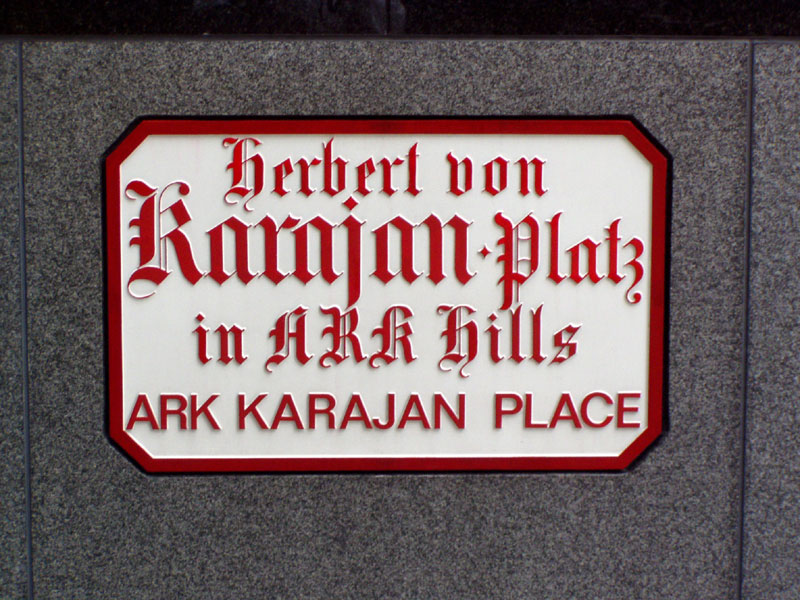 Herbert von
Karajan-Platz
in ARK Hills
ARK KARAJAN PLACE